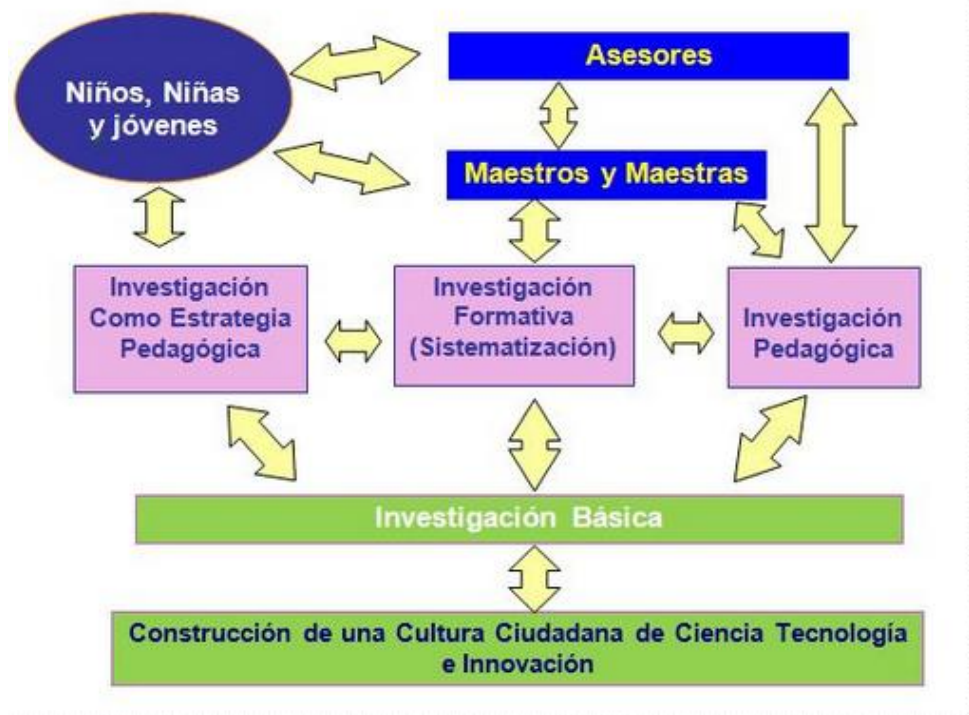 Niños, Niñas
y jóvenes
Asesores
Maestros y Maestras
Investigación
Como Estrategia
Pedagógica
Investigación
Formativa
(Sistematización)
Investigación
Pedagógica
Investigación Básica
Construcción de una Cultura Ciudadana de Ciencia Tecnología
e Innovación